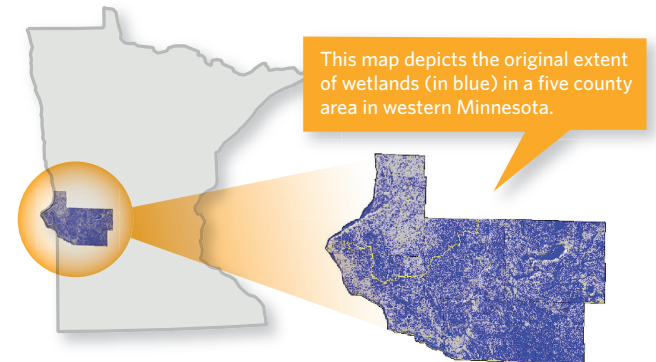 This map depicts the original extent
of wetlands (in blue) in a five county
area in western Minnesota.